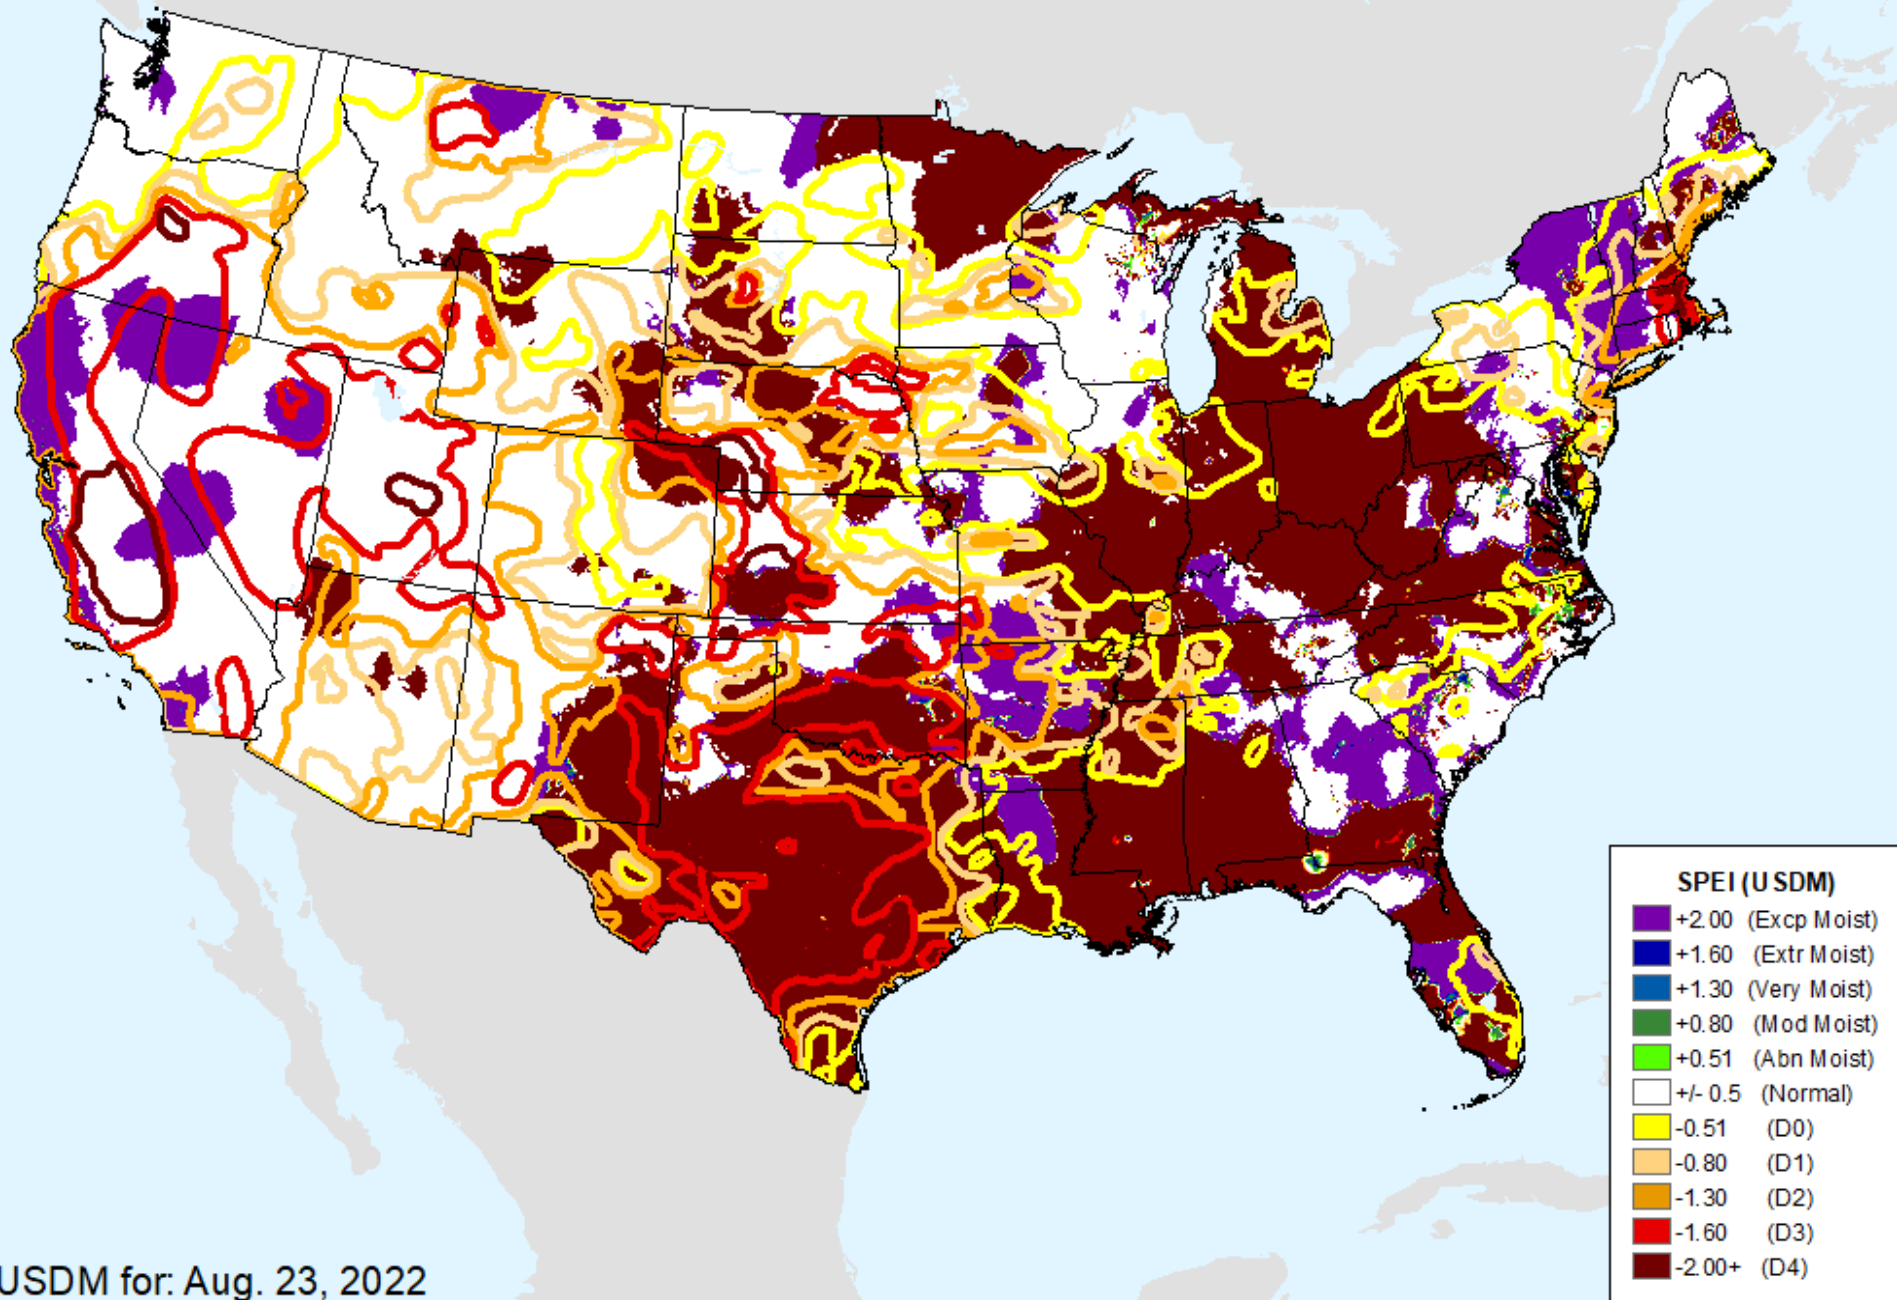 SPEI (USDM)
+2.00 (Excp Moist)
+1.60 (Extr Moist)
+1.30 (Very Moist)
+0.80 (Mod Moist)
+0.51 (Abn Moist)
+/- 0.5 (Normal)
-0.51 (D0)
-0.80 (D1)
-1.30 (D2)
-1.60 (D3)
-2.00+ (D4)
USDM for: Aug. 23, 2022